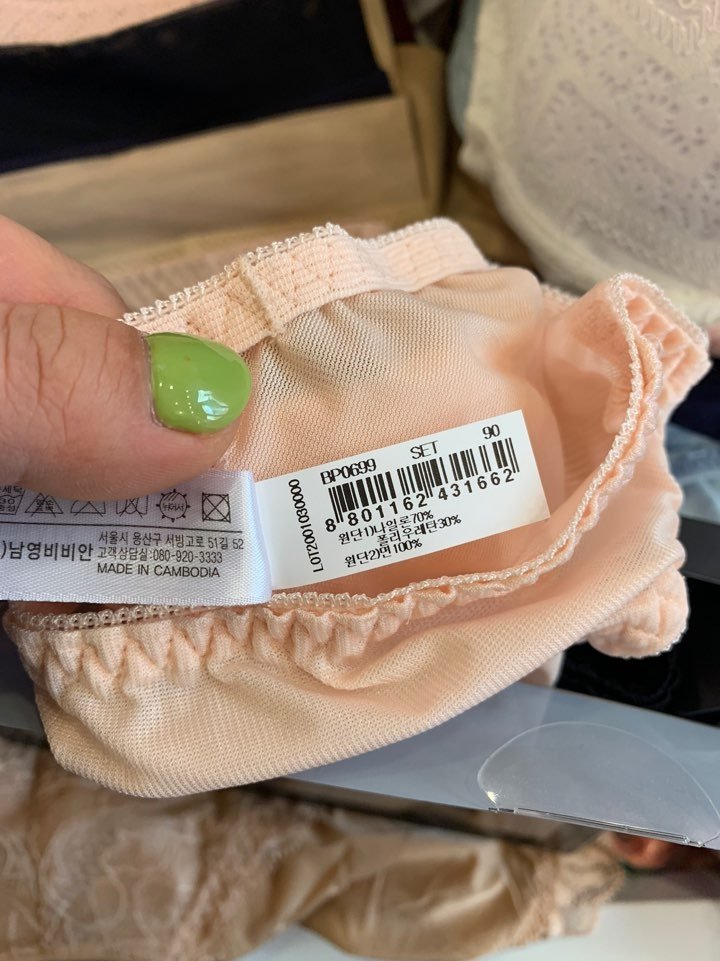 BP0699 SET 90
8 801162 431662
원단1)나일론70%
폴리우레탄30%
원단2)면100%
LOT2001030000
)남영비비안
서울시 용산구 서빙고로 51길 52
고객상담실:080-920-3333
MADE IN CAMBODIA